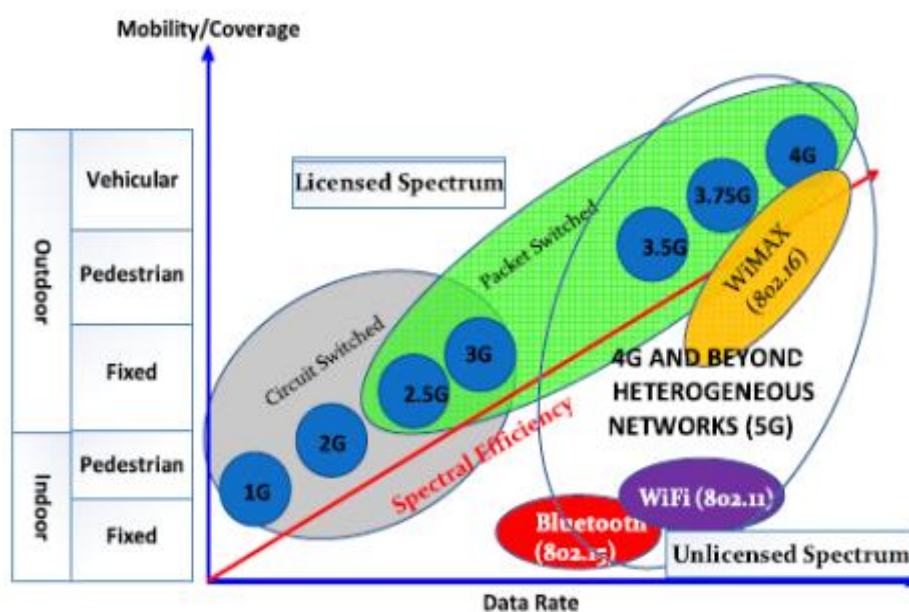 Mobility/Coverage
Outdoor
Vehicular
Pedestrian
Fixed
Indoor
Pedestrian
Fixed
Licensed Spectrum
Circuit Switched
Packet Switched
1G
2G
2.5G
3G
3.5G
3.75G
4G
WiMAX
(802.16)
Spectral Efficiency
4G AND BEYOND
HETEROGENEOUS
NETWORKS (5G)
WiFi (802.11)
Bluetooth
(802.15)
Unlicensed Spectrum
Data Rate